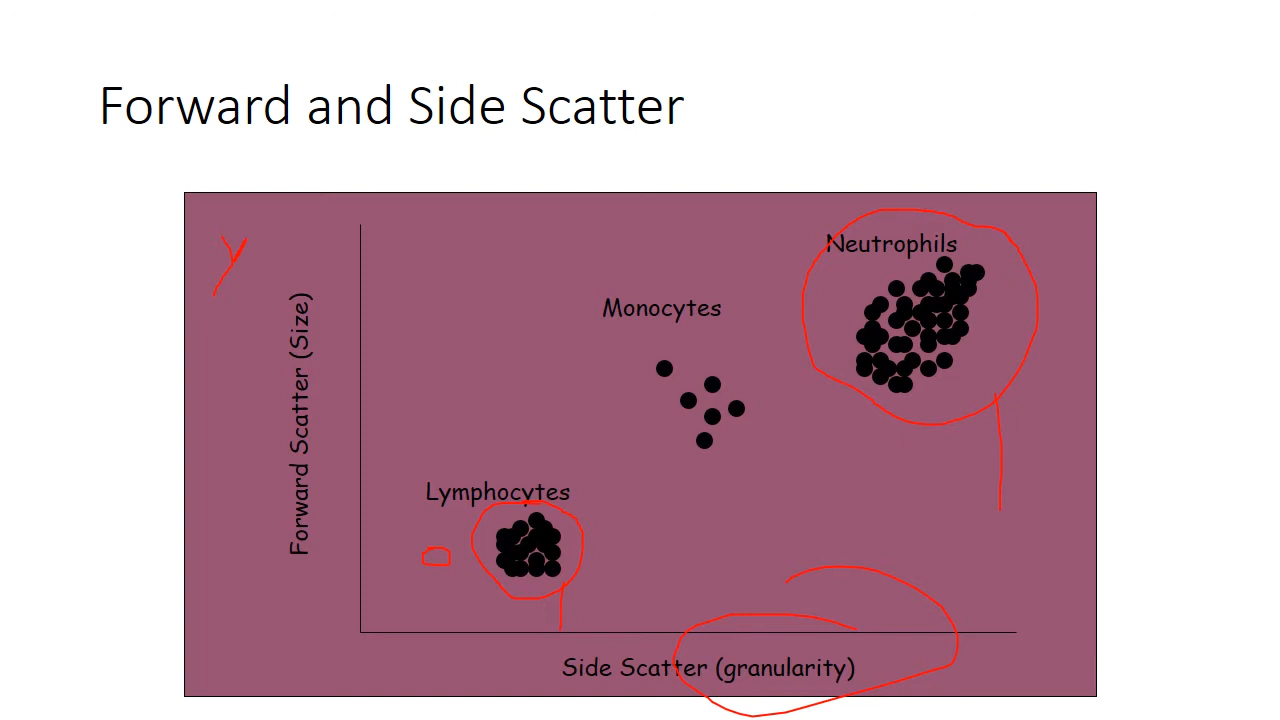 Forward and Side Scatter
y
Neutrophils
Monocytes
Forward Scatter (Size)
Lymphocytes
Side Scatter (granularity)